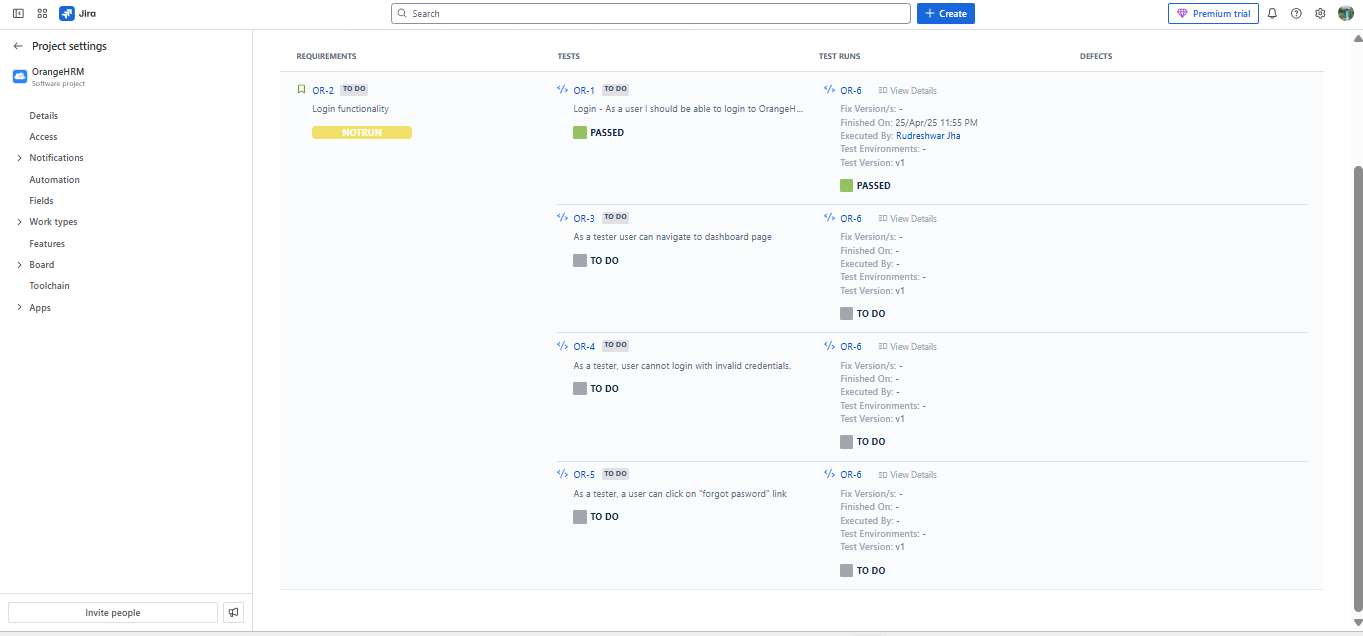 Jira
Search
Create
Premium trial
Project settings
OrangeHRM
Software project
Details
Access
Notifications
Automation
Fields
Work types
Features
Board
Toolchain
Apps
Invite people
REQUIREMENTS TESTS TEST RUNS DEFECTS
OR-2 TO DO
Login functionality
NOTRUN
OR-1 TO DO
Login - As a user I should be able to login to OrangeH...
PASSED
OR-6 View Details
Fix Version/s: -
Finished On: 25/Apr/25 11:55 PM
Executed By: Rudreshwar Jha
Test Environments: -
Test Version: v1
PASSED
OR-3 TO DO
As a tester user can navigate to dashboard page
TO DO
OR-6 View Details
Fix Version/s: -
Finished On: -
Executed By: -
Test Environments: -
Test Version: v1
TO DO
OR-4 TO DO
As a tester, user cannot login with invalid credentials.
TO DO
OR-6 View Details
Fix Version/s: -
Finished On: -
Executed By: -
Test Environments: -
Test Version: v1
TO DO
OR-5 TO DO
As a tester, a user can click on "forgot pasword" link
TO DO
OR-6 View Details
Fix Version/s: -
Finished On: -
Executed By: -
Test Environments: -
Test Version: v1
TO DO